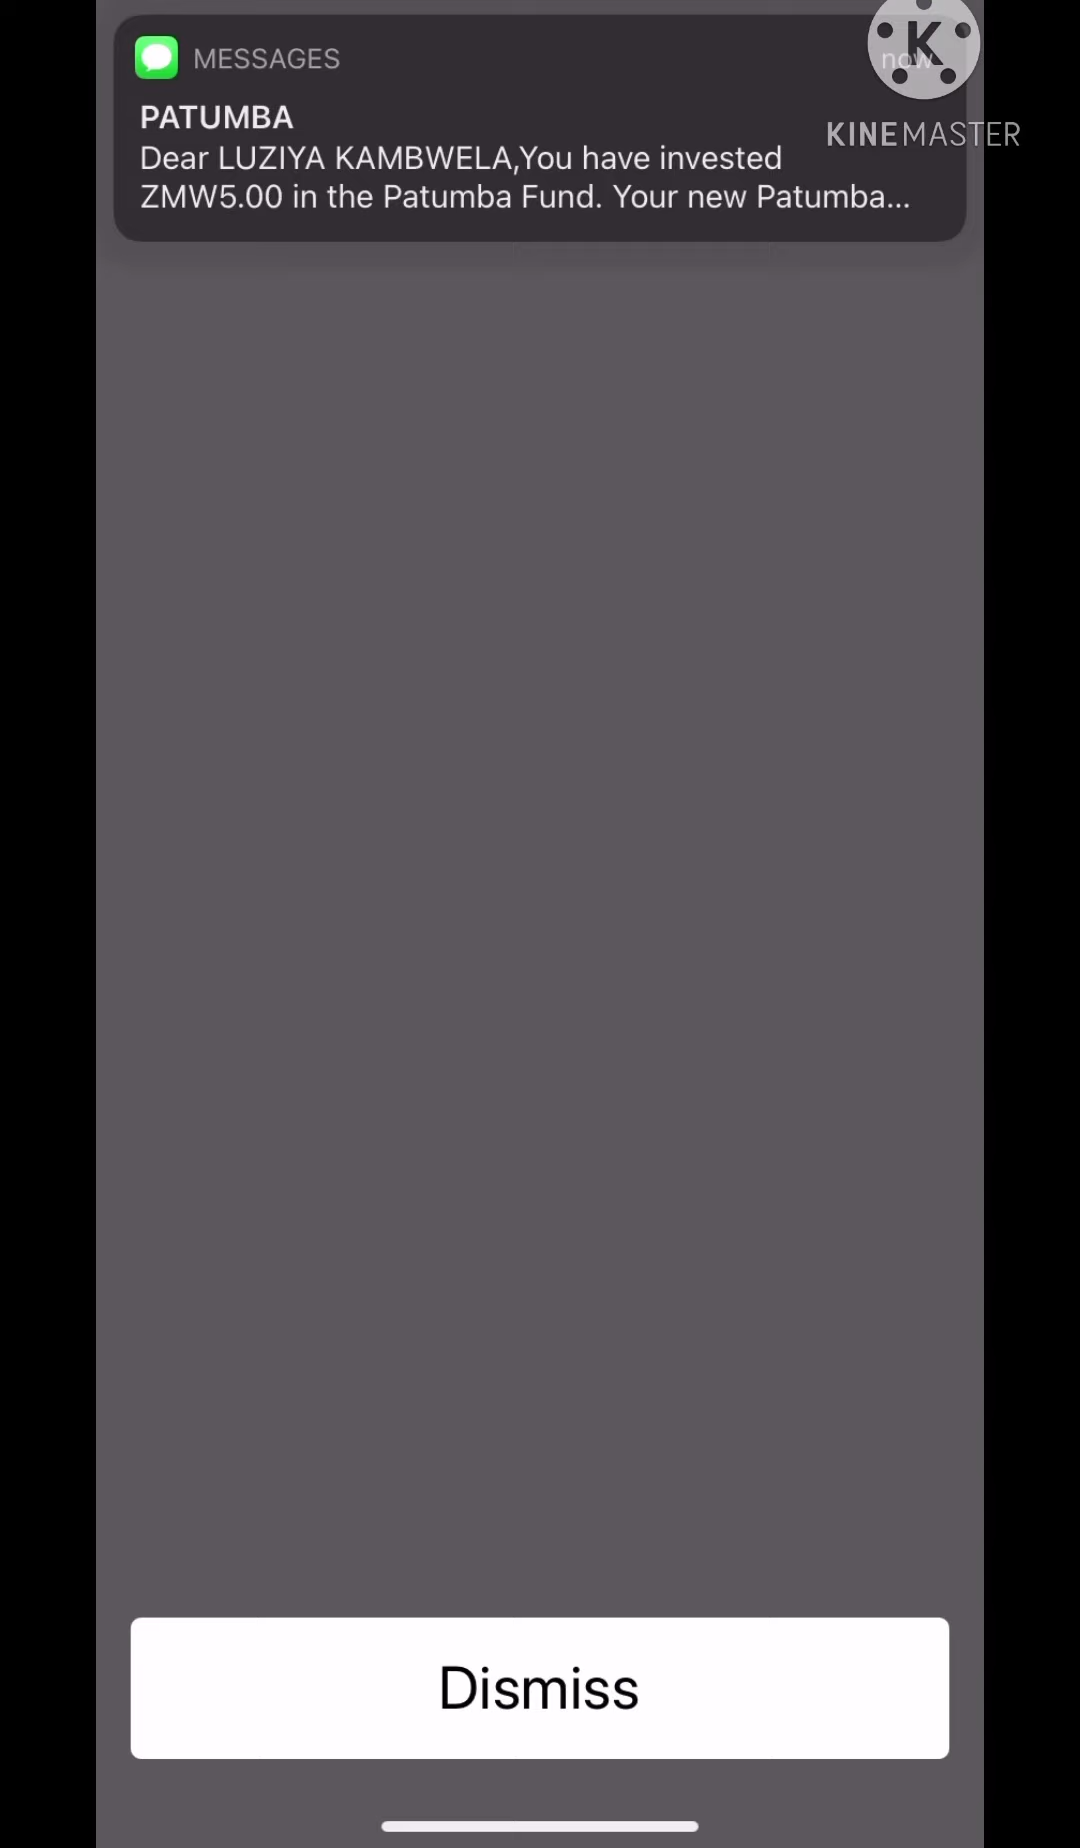 MESSAGES
now
K
KINEMASTER
PATUMBA
Dear LUZIYA KAMBWELA,You have invested
ZMW5.00 in the Patumba Fund. Your new Patumba...
Dismiss